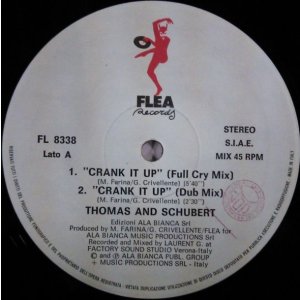 FLEA
Records
FL 8338
Lato A
STEREO
S.I.A.E.
MIX 45 RPM
1. "CRANK IT UP" (Full Cry Mix)
M. Farina/G. Crivellente) (5'40")
2. "CRANK IT UP" (Dub Mix)
(M. Farina/G. Crivellente) (2'30")
THOMAS AND SCHUBERT
Edizioni ALA BIANCA Srl
Produced by M. FARINA/G. CRIVELLENTE/FLEA for
ALA BIANCA MUSIC PRODUCTIONS Srl
Recorded and Mixed by LAURENT G. at
FACTORY SOUND STUDIO Verona-Italy
© and ℗ ALA BIANCA PUBL. GROUP
+ MUSIC PRODUCTIONS SRL - Italy
MADE IN ITALY